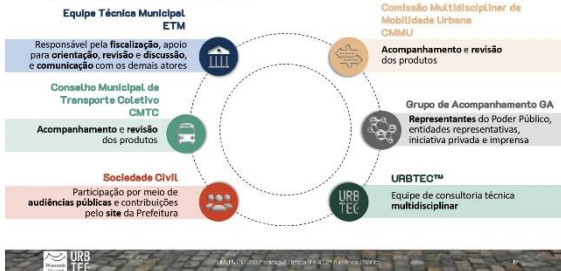 Equipe Técnica Municipal
ETM
Responsável pela fiscalização, apoio
para orientação, revisão e discussão,
e comunicação com os demais atores
Conselho Municipal de
Transporte Coletivo
CMTC
Acompanhamento e revisão
dos produtos
Sociedade Civil
Participação por meio de
audiências públicas e contribuições
pelo site da Prefeitura
Comissão Multidisciplinar de
Mobilidade Urbana
CMMU
Acompanhamento e revisão
dos produtos
Grupo de Acompanhamento GA
Representantes do Poder Público,
entidades representativas,
iniciativa privada e imprensa
URB
TEC
URBTEC™
Equipe de consultoria técnica
multidisciplinar
URB
TEC